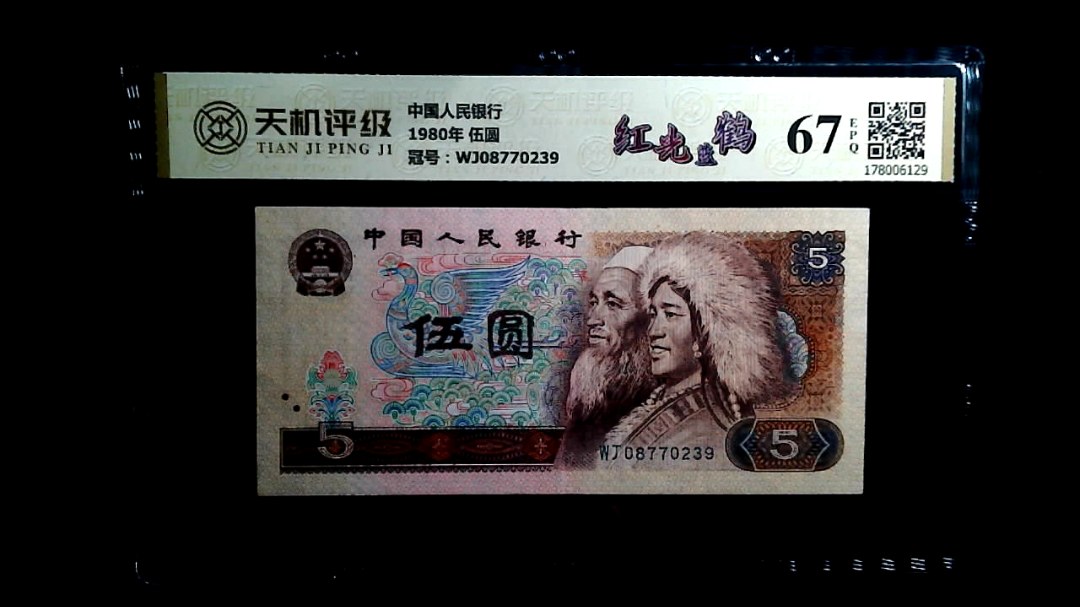 天机评级
TIAN JI PING JI
中国人民银行
1980年 伍圆
冠号：WJ08770239
红光蓝鹤
67
EPQ
178006129
中国人民银行
5
伍圆
5
WJ08770239
5